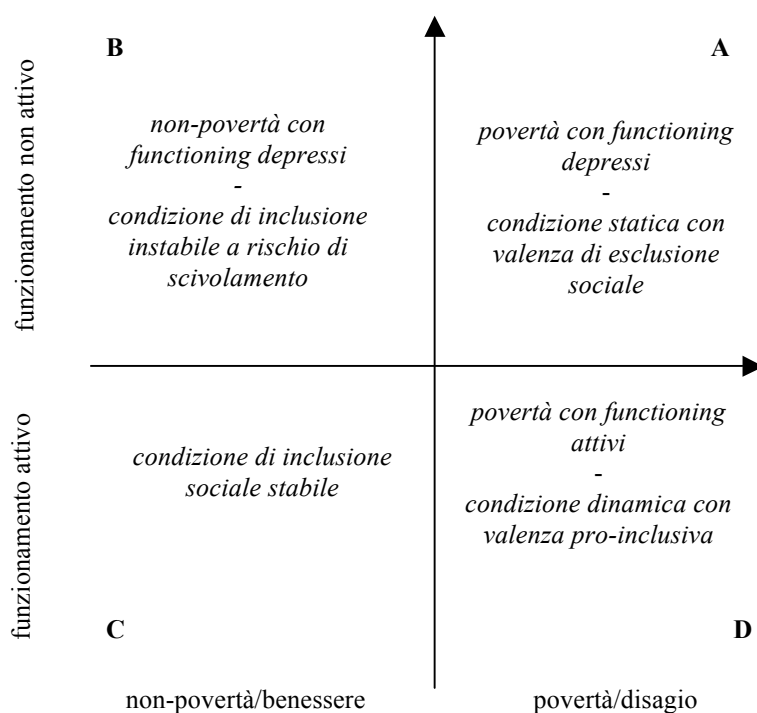 B
A
funzionamento non attivo
non-povertà con
functioning depressi
-
condizione di inclusione
instabile a rischio di
scivolamento
povertà con functioning
depressi
-
condizione statica con
valenza di esclusione
sociale
funzionamento attivo
condizione di inclusione
sociale stabile
povertà con functioning
attivi
-
condizione dinamica con
valenza pro-inclusiva
C
D
non-povertà/benessere
povertà/disagio